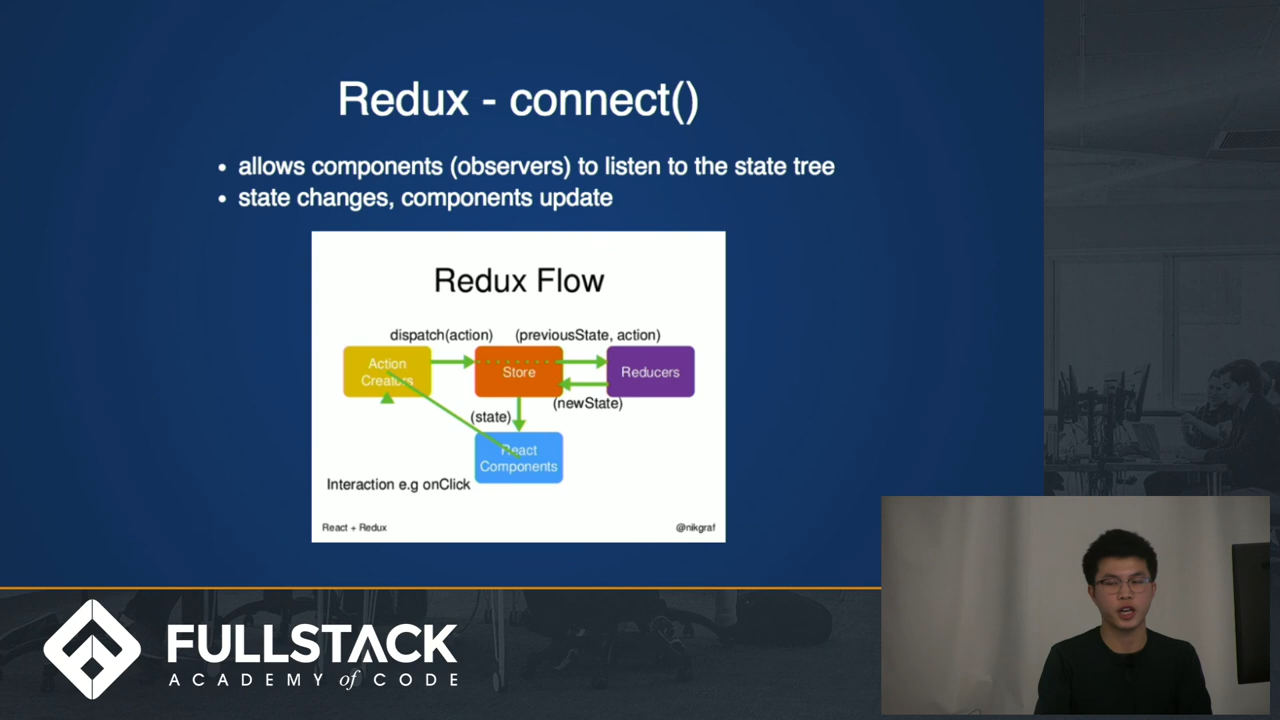 Redux - connect()
• allows components (observers) to listen to the state tree
• state changes, components update
Redux Flow
dispatch(action)
(previousState, action)
Action
Creators
Store
Reducers
(newState)
(state)
React
Components
Interaction e.g onClick
React + Redux
@nikgraf
FULLSTACK
ACADEMY of CODE